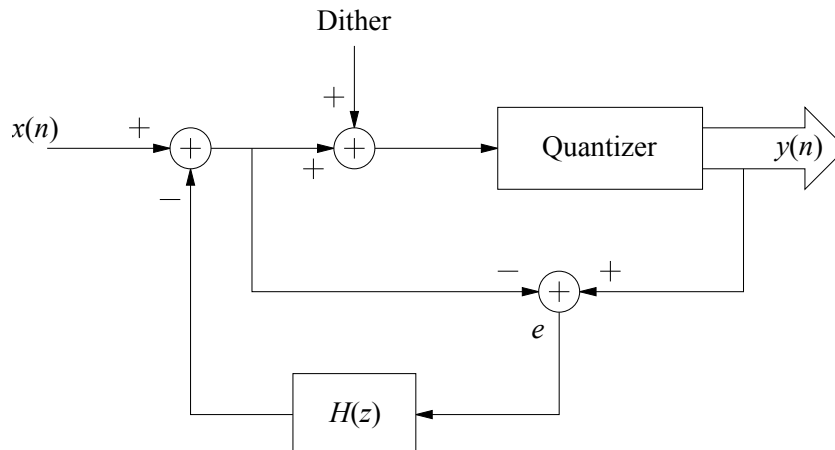 Dither
+
x(n)
+
+
+
+
Quantizer
y(n)
−
−
+
+
e
H(z)